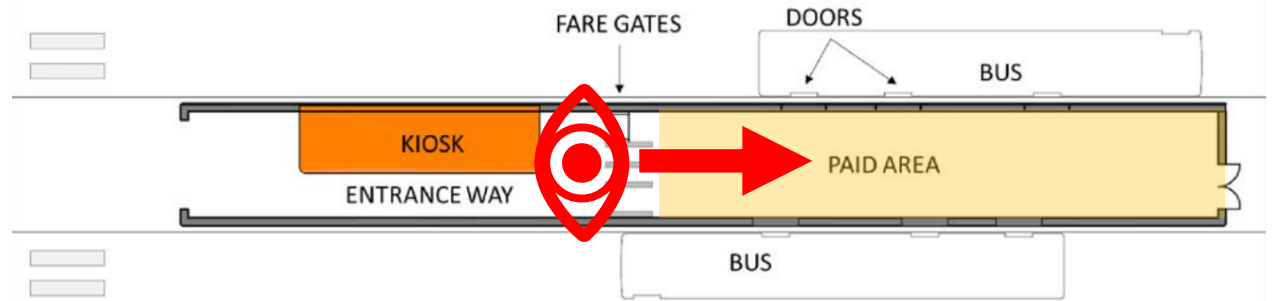 FARE GATES
DOORS
BUS
KIOSK
PAID AREA
ENTRANCE WAY
BUS